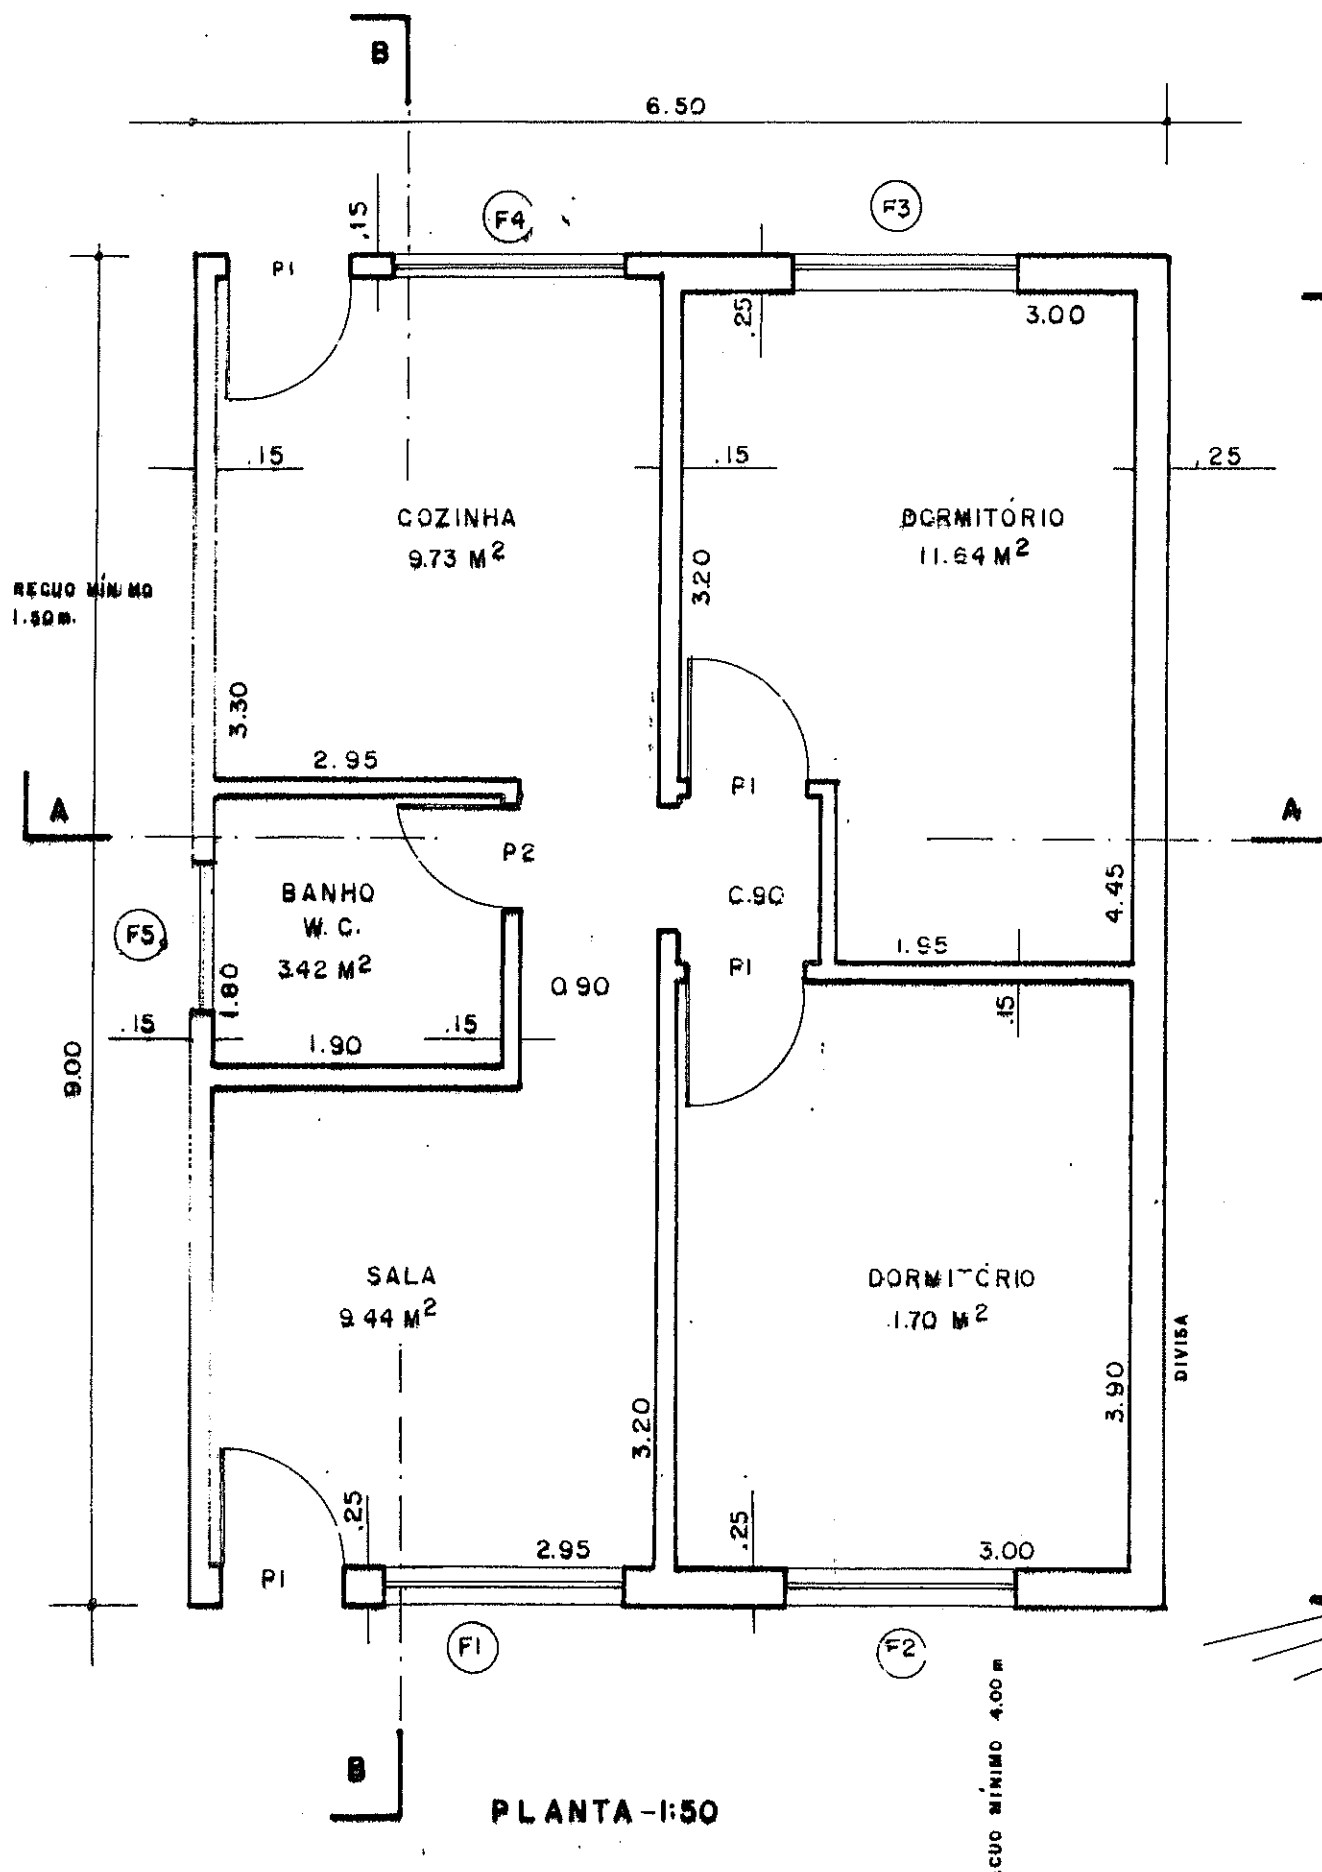 B
6.50
F4
F3
.15
P1
.25
3.00
.15
.15
.25
COZINHA
9.73 M²
DORMITÓRIO
11.64 M²
3.20
RECUO MÍNIMO
1.50 m.
3.30
2.95
P1
A
A
P2
BANHO
W. C.
3.42 M²
0.90
4.45
F5
1.95
P1
1.80
0.90
.15
.15
.15
1.90
9.00
SALA
9.44 M²
DORMITÓRIO
1.70 M²
DIVISA
3.90
3.20
.25
.25
2.95
3.00
P1
F1
F2
B
PLANTA - 1:50
MÍNIMO 4.00 m